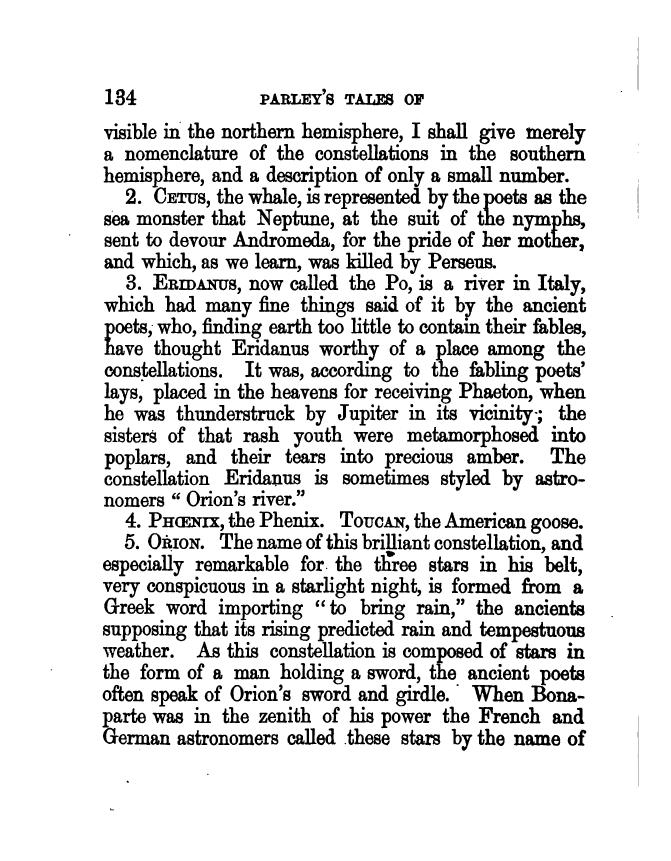 134 PARLEY'S TALES OF
visible in the northern hemisphere, I shall give merely
a nomenclature of the constellations in the southern
hemisphere, and a description of only a small number.
2. CETUS, the whale, is represented by the poets as the
sea monster that Neptune, at the suit of the nymphs,
sent to devour Andromeda, for the pride of her mother,
and which, as we learn, was killed by Perseus.
3. ERIDANUS, now called the Po, is a river in Italy,
which had many fine things said of it by the ancient
poets, who, finding earth too little to contain their fables,
have thought Eridanus worthy of a place among the
constellations. It was, according to the fabling poets'
lays, placed in the heavens for receiving Phaeton, when
he was thunderstruck by Jupiter in its vicinity; the
sisters of that rash youth were metamorphosed into
poplars, and their tears into precious amber. The
constellation Eridanus is sometimes styled by astro-
nomers “ Orion's river.”
4. PHŒNIX, the Phenix. TOUCAN, the American goose.
5. ORION. The name of this brilliant constellation, and
especially remarkable for the three stars in his belt,
very conspicuous in a starlight night, is formed from a
Greek word importing “to bring rain,” the ancients
supposing that its rising predicted rain and tempestuous
weather. As this constellation is composed of stars in
the form of a man holding a sword, the ancient poets
often speak of Orion's sword and girdle. When Bona-
parte was in the zenith of his power the French and
German astronomers called these stars by the name of